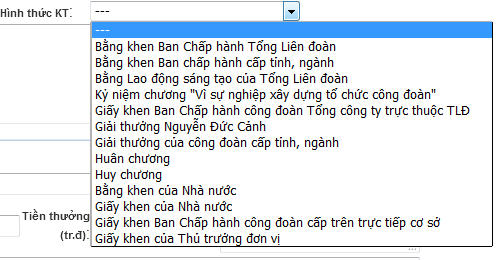 Hình thức KT:
---
---
Bằng khen Ban Chấp hành Tổng Liên đoàn
Bằng khen Ban chấp hành cấp tỉnh, ngành
Bằng Lao động sáng tạo của Tổng Liên đoàn
Kỷ niệm chương "Vì sự nghiệp xây dựng tổ chức công đoàn"
Giấy khen Ban Chấp hành công đoàn Tổng công ty trực thuộc TLĐ
Giải thưởng Nguyễn Đức Cảnh
Giải thưởng của công đoàn cấp tỉnh, ngành
Huân chương
Huy chương
Bằng khen của Nhà nước
Giấy khen của Nhà nước
Giấy khen Ban Chấp hành công đoàn cấp trên trực tiếp cơ sở
Giấy khen của Thủ trưởng đơn vị
Tiền thưởng
(tr.đ):
...